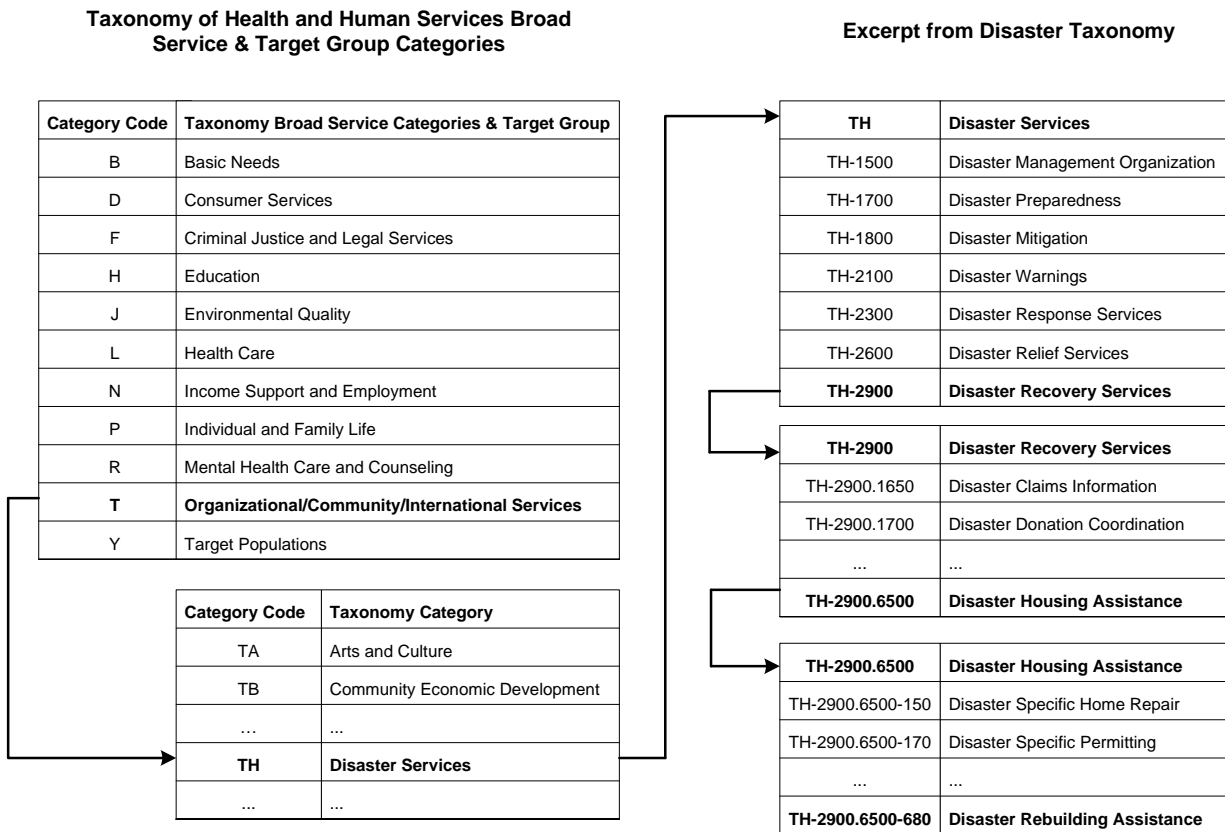 Taxonomy of Health and Human Services Broad
Service & Target Group Categories
Category Code Taxonomy Broad Service Categories & Target Group
B Basic Needs
D Consumer Services
F Criminal Justice and Legal Services
H Education
J Environmental Quality
L Health Care
N Income Support and Employment
P Individual and Family Life
R Mental Health Care and Counseling
T Organizational/Community/International Services
Y Target Populations
Category Code Taxonomy Category
TA Arts and Culture
TB Community Economic Development
... ...
TH Disaster Services
... ...
Excerpt from Disaster Taxonomy
TH Disaster Services
TH-1500 Disaster Management Organization
TH-1700 Disaster Preparedness
TH-1800 Disaster Mitigation
TH-2100 Disaster Warnings
TH-2300 Disaster Response Services
TH-2600 Disaster Relief Services
TH-2900 Disaster Recovery Services
TH-2900 Disaster Recovery Services
TH-2900.1650 Disaster Claims Information
TH-2900.1700 Disaster Donation Coordination
... ...
TH-2900.6500 Disaster Housing Assistance
TH-2900.6500 Disaster Housing Assistance
TH-2900.6500-150 Disaster Specific Home Repair
TH-2900.6500-170 Disaster Specific Permitting
... ...
TH-2900.6500-680 Disaster Rebuilding Assistance